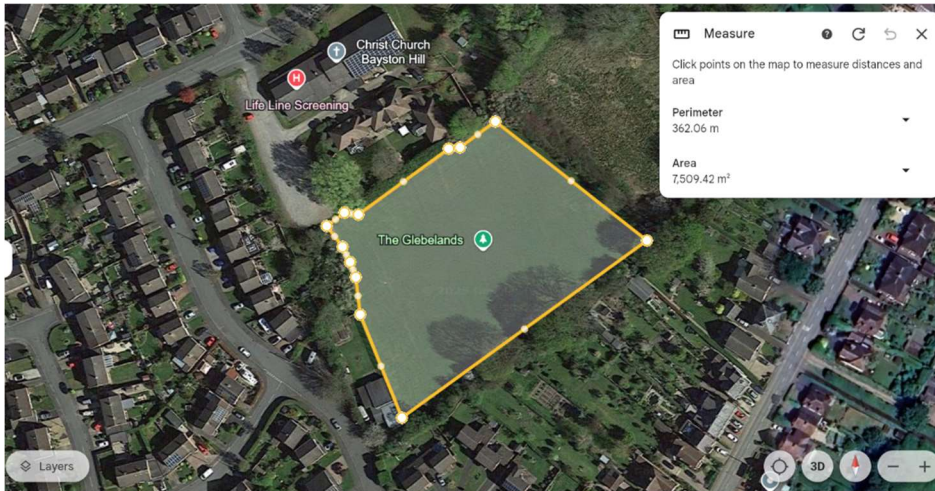 Christ Church
Bayston Hill
H
Life Line Screening
The Glebelands
Measure
?
Click points on the map to measure distances and
area
Perimeter
362.06 m
Area
7,509.42 m²
Layers
3D